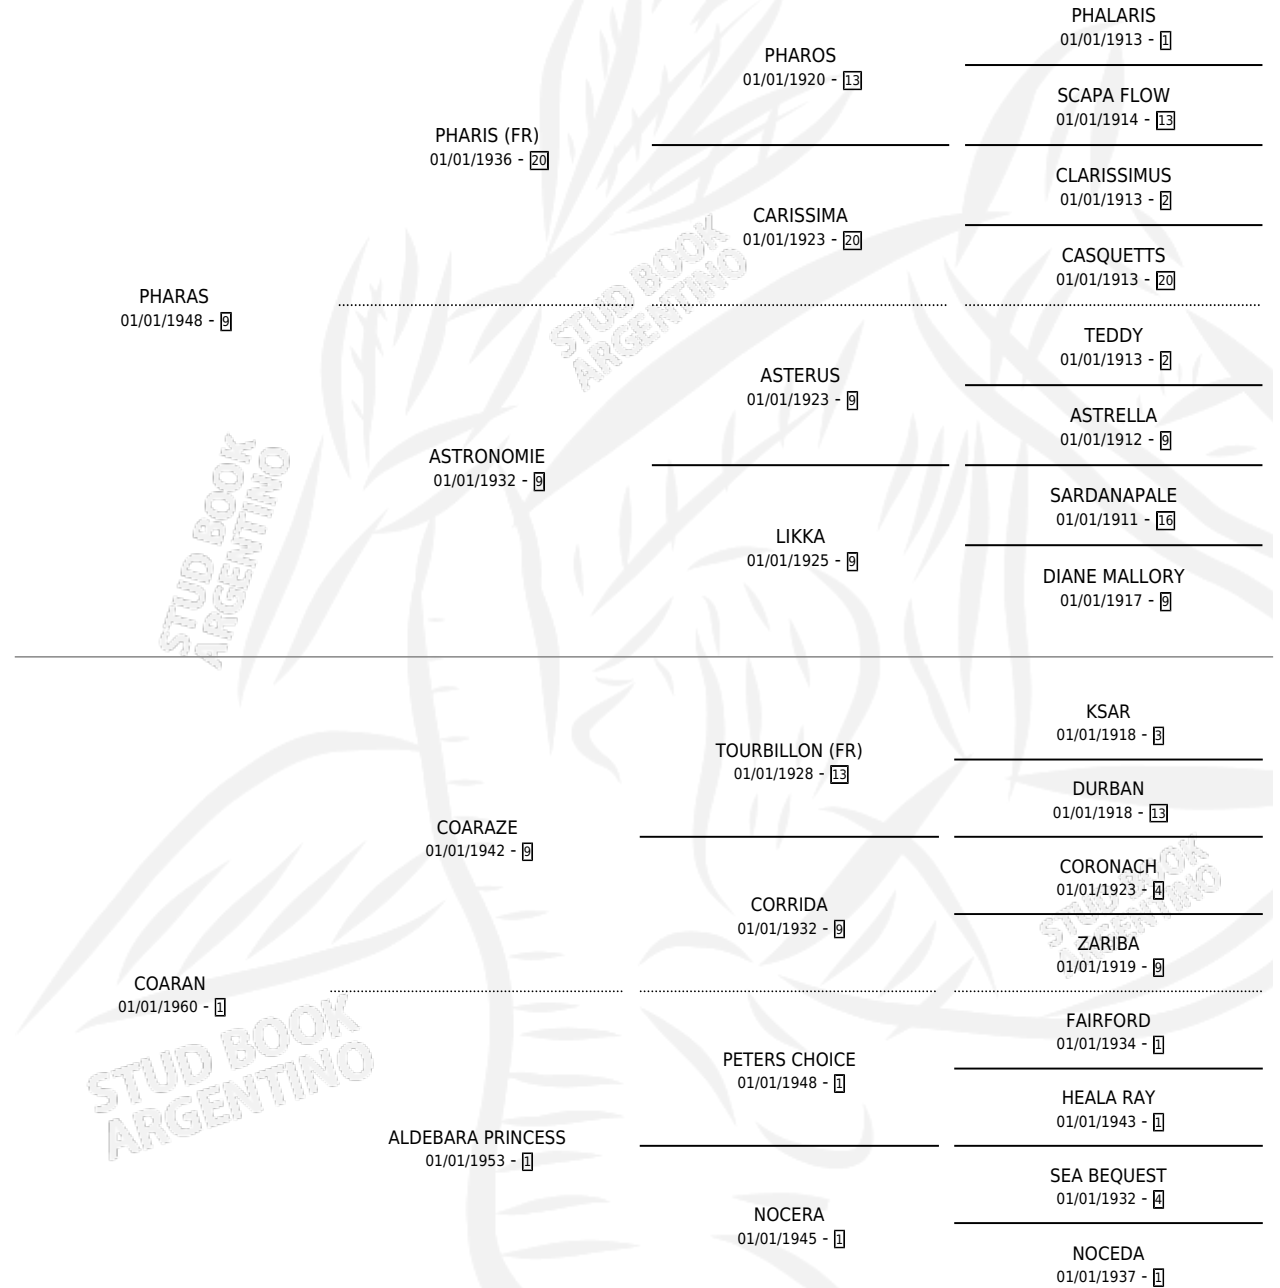 PHALARIS
01/01/1913 - 1
PHAROS
01/01/1920 - 13
SCAPA FLOW
01/01/1914 - 13
PHARIS (FR)
01/01/1936 - 20
CLARISSIMUS
01/01/1913 - 2
CARISSIMA
01/01/1923 - 20
CASQUETTS
01/01/1913 - 20
PHARAS
01/01/1948 - 9
TEDDY
01/01/1913 - 2
ASTERUS
01/01/1923 - 9
ASTRELLA
01/01/1912 - 9
ASTRONOMIE
01/01/1932 - 9
SARDANAPALE
01/01/1911 - 16
LIKKA
01/01/1925 - 9
DIANE MALLORY
01/01/1917 - 9
KSAR
01/01/1918 - 3
TOURBILLON (FR)
01/01/1928 - 13
DURBAN
01/01/1918 - 13
COARAZE
01/01/1942 - 9
CORONACH
01/01/1923 - 4
CORRIDA
01/01/1932 - 9
ZARIBA
01/01/1919 - 9
COARAN
01/01/1960 - 1
FAIRFORD
01/01/1934 - 1
PETERS CHOICE
01/01/1948 - 1
HEALA RAY
01/01/1943 - 1
ALDEBARA PRINCESS
01/01/1953 - 1
SEA BEQUEST
01/01/1932 - 4
NOCERA
01/01/1945 - 1
NOCEDA
01/01/1937 - 1
STUD BOOK
ARGENTINO
STUD BOOK
ARGENTINO
STUD BOOK
ARGENTINO
STUD BOOK
ARGENTINO